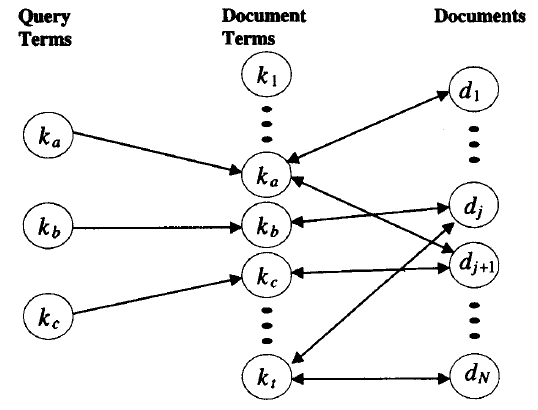 Query
Terms
Document
Terms
Documents
k1
d1
ka
ka
kb
kb
dj
kc
kc
dj+1
kt
dN